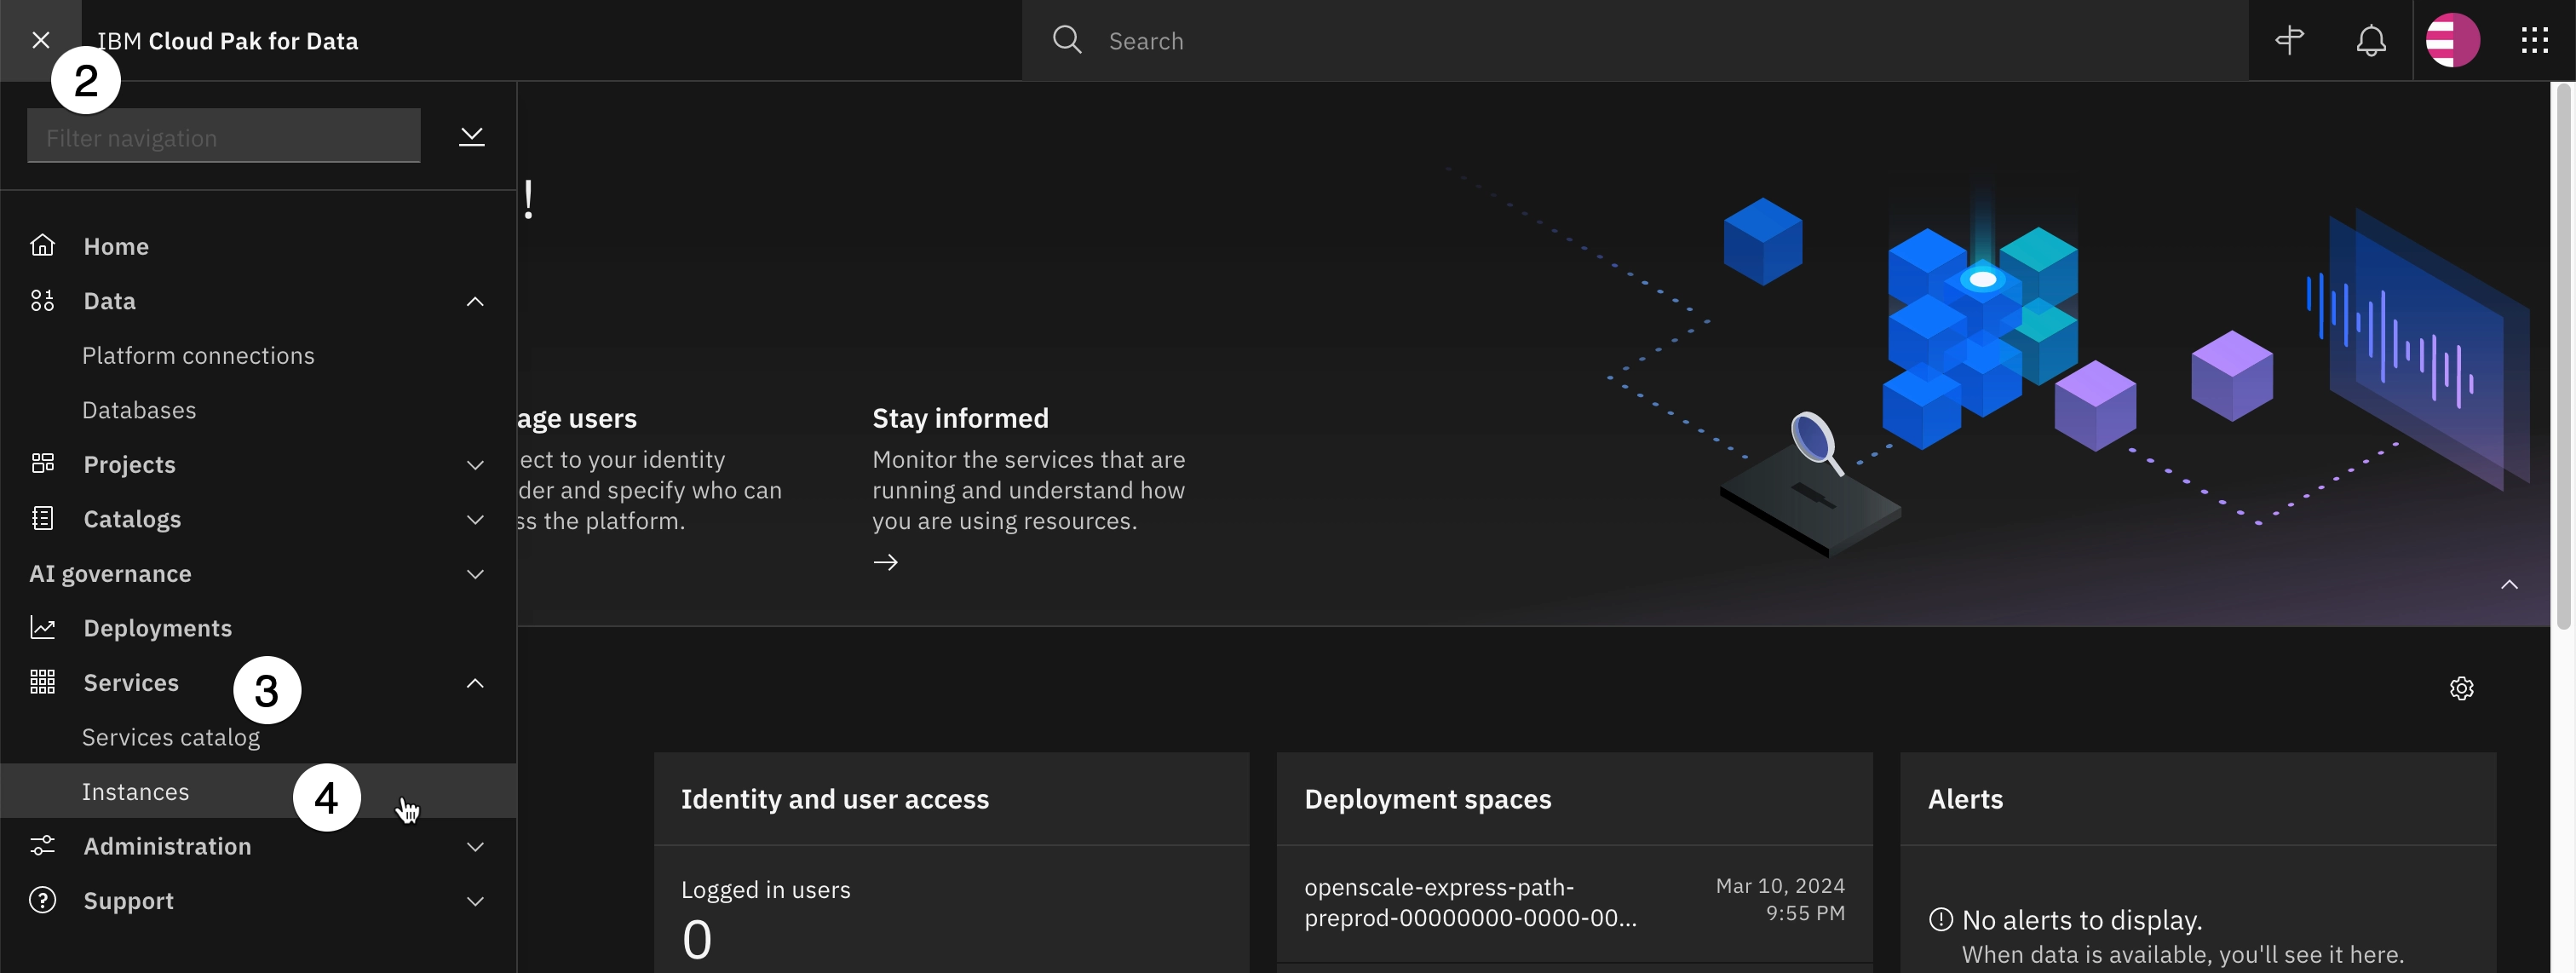 IBM Cloud Pak for Data
Search
2
Filter navigation
!
Home
Data
Platform connections
Databases
Projects
Catalogs
AI governance
Deployments
Services
3
Services catalog
Instances
4
Administration
Support
age users
ect to your identity
der and specify who can
ss the platform.
Stay informed
Monitor the services that are
running and understand how
you are using resources.
Identity and user access
Logged in users
0
Deployment spaces
openscale-express-path-
preprod-00000000-0000-00...
Mar 10, 2024
9:55 PM
Alerts
No alerts to display.
When data is available, you'll see it here.